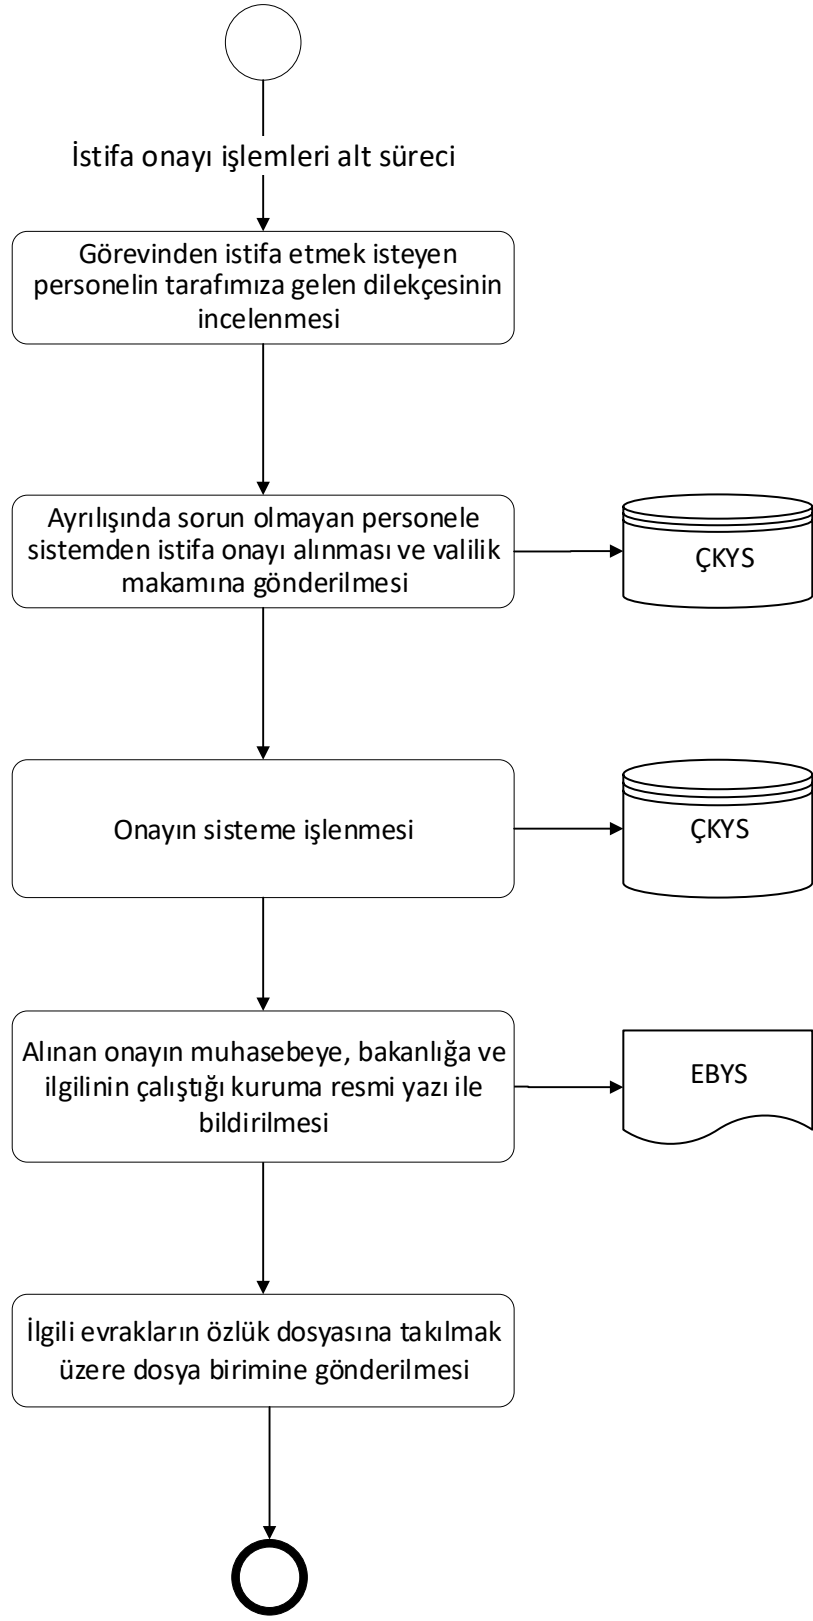 İstifa onayı işlemleri alt süreci
Görevinden istifa etmek isteyen
personelin tarafımıza gelen dilekçesinin
incelenmesi
Ayrılışında sorun olmayan personele
sistemden istifa onayı alınması ve valilik
makamına gönderilmesi
ÇKYS
Onayın sisteme işlenmesi
ÇKYS
Alınan onayın muhasebeye, bakanlığa ve
ilgilinin çalıştığı kuruma resmi yazı ile
bildirilmesi
EBYS
İlgili evrakların özlük dosyasına takılmak
üzere dosya birimine gönderilmesi